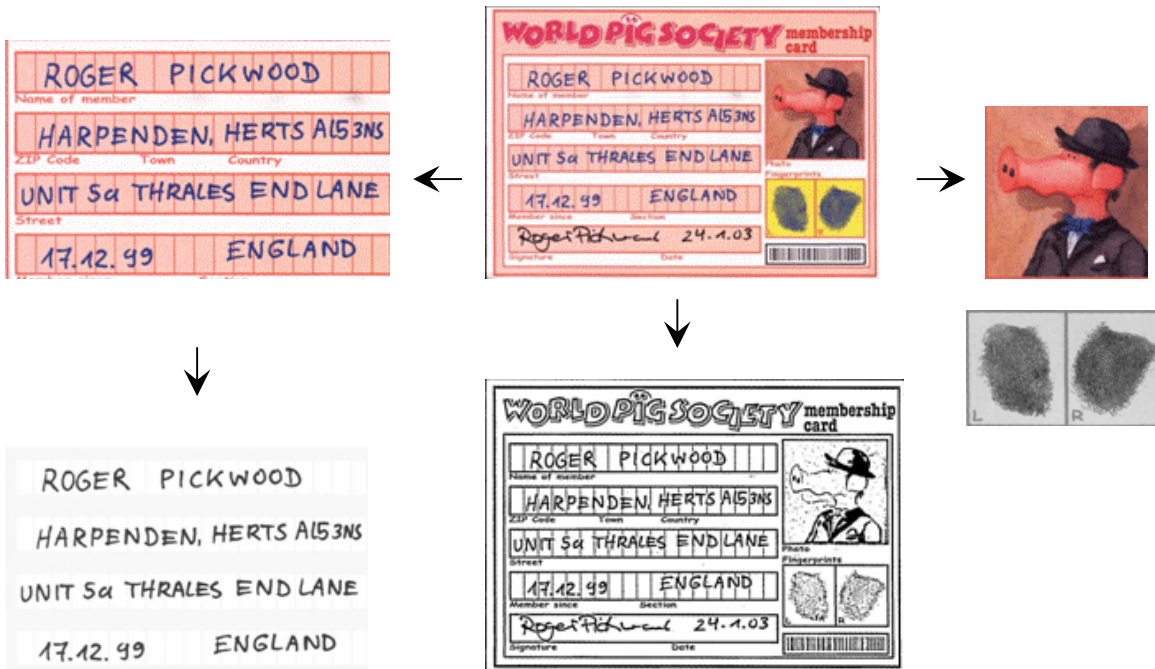 ROGER PICKWOOD
Name of member
HARPENDEN, HERTS AL5 3NS
ZIP Code Town Country
UNIT 5a THRALES END LANE
Street
17.12.99 ENGLAND
WORLD PIG SOCIETY membership
card
ROGER PICKWOOD
Name of member
HARPENDEN, HERTS AL5 3NS
ZIP Code Town Country
UNIT 5a THRALES END LANE
Street
17.12.99 ENGLAND
Member since Section
Roger 24.1.03
Signature Date
Photo
Fingerprints
L R
L R
ROGER PICKWOOD
HARPENDEN, HERTS AL5 3NS
UNIT 5a THRALES END LANE
17.12.99 ENGLAND
WORLD PIG SOCIETY membership
card
ROGER PICKWOOD
Name of member
HARPENDEN, HERTS AL5 3NS
ZIP Code Town Country
UNIT 5a THRALES END LANE
Street
17.12.99 ENGLAND
Member since Section
Roger 24.1.03
Signature Date
Photo
Fingerprints
L R